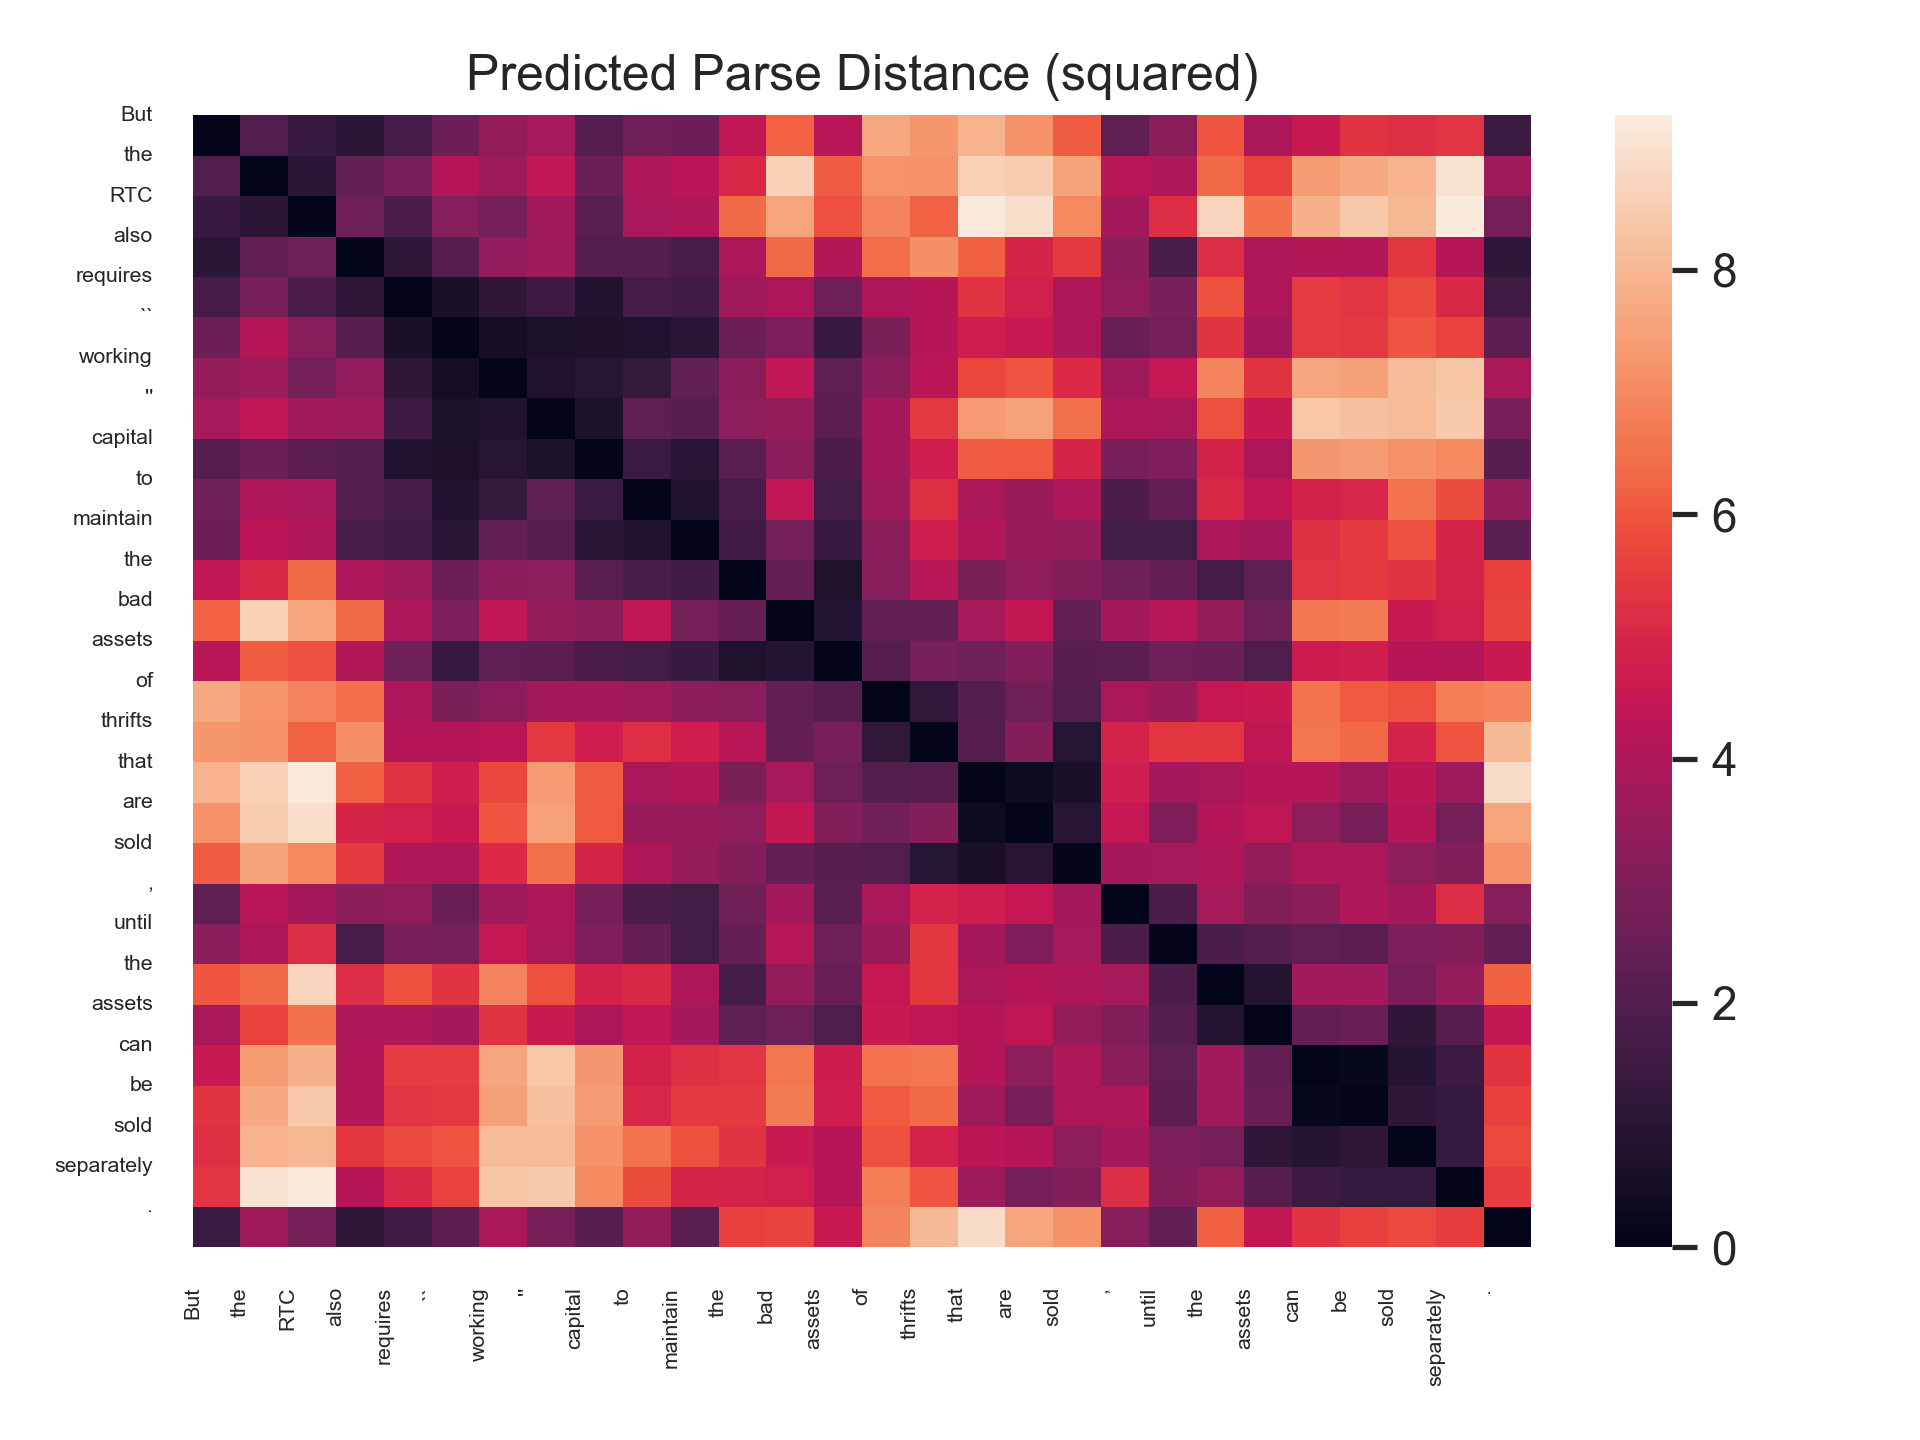 Predicted Parse Distance (squared)
But
the
RTC
also
requires
``
working
''
capital
to
maintain
the
bad
assets
of
thrifts
that
are
sold
,
until
the
assets
can
be
sold
separately
.
8
6
4
2
0
But the RTC also requires `` working '' capital to maintain the bad assets of thrifts that are sold , until the assets can be sold separately .